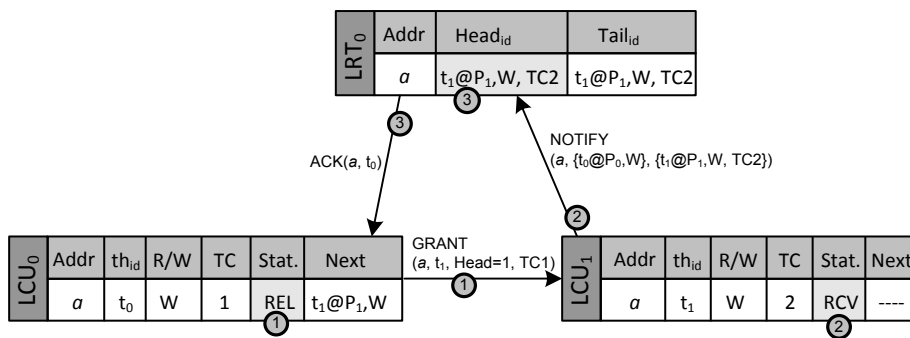 LRT0 Addr Headid Tailid
a t1@P1,W, TC2 t1@P1,W, TC2
3
3
NOTIFY
(a, {t0@P0,W}, {t1@P1,W, TC2})
ACK(a, t0)
2
LCU0 Addr thid R/W TC Stat. Next
a t0 W 1 REL t1@P1,W
1
GRANT
(a, t1, Head=1, TC1)
1
LCU1 Addr thid R/W TC Stat. Next
a t1 W 2 RCV ----
2